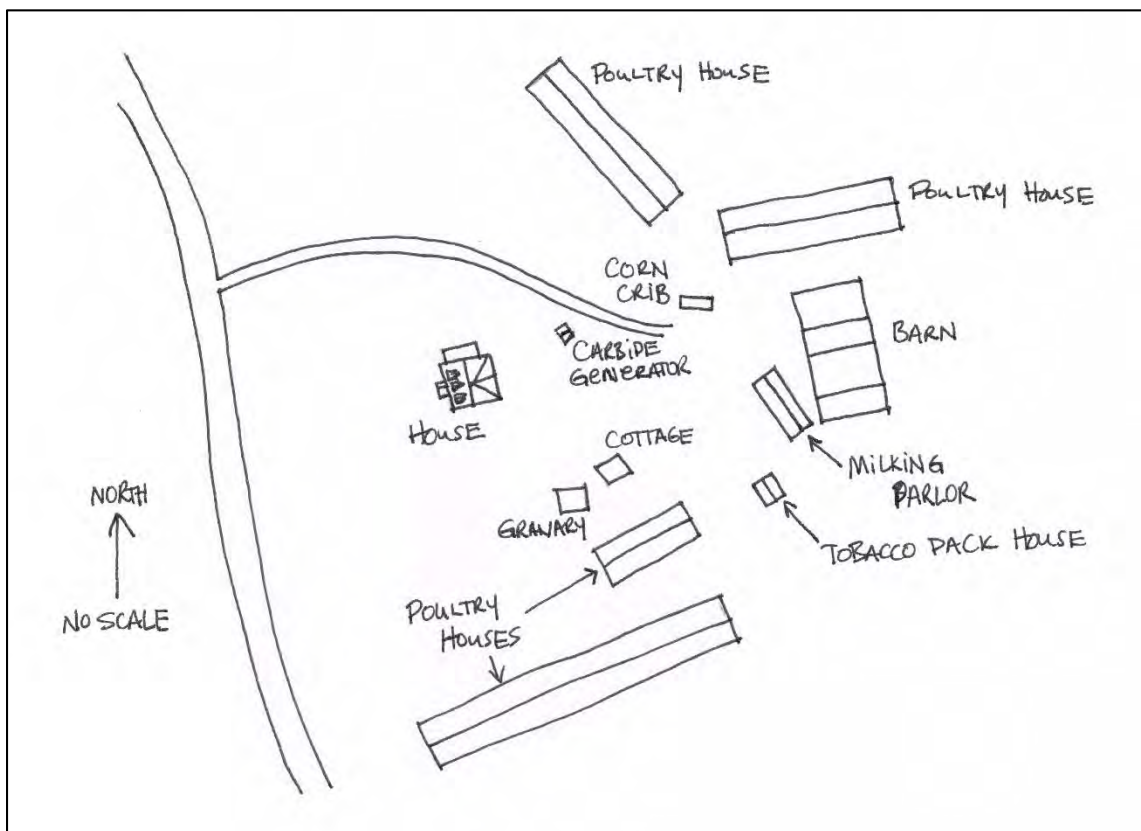 POULTRY HOUSE
POULTRY HOUSE
CORN
CRIB
BARN
CARBIDE
GENERATOR
HOUSE
COTTAGE
MILKING
PARLOR
NORTH
GRANARY
TOBACCO PACK HOUSE
NO SCALE
POULTRY
HOUSES